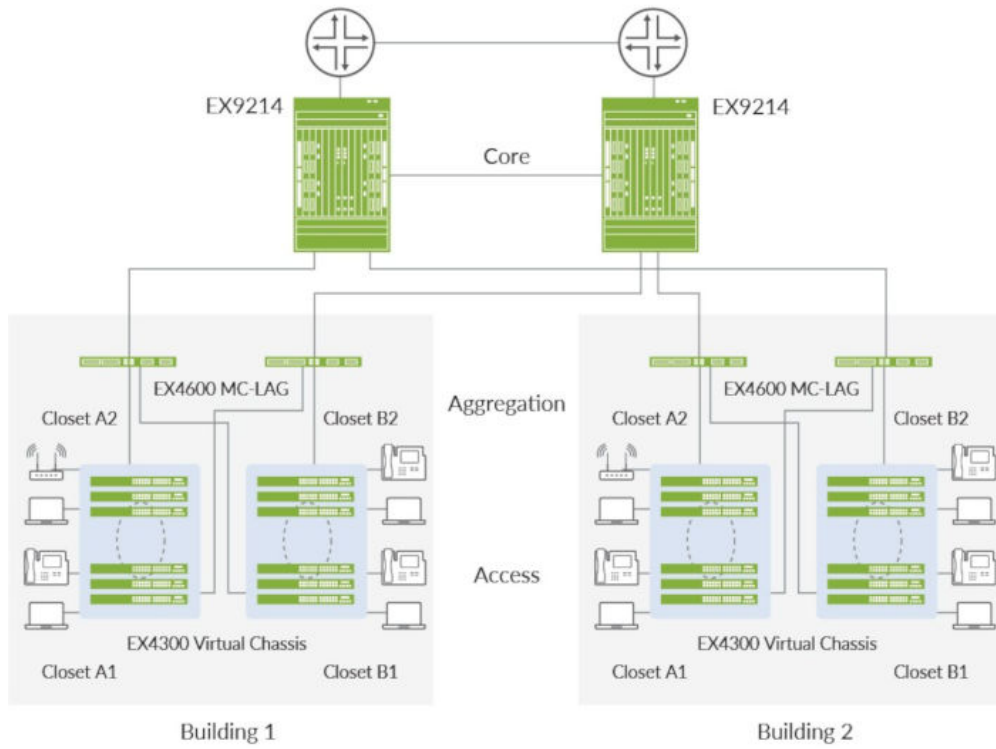 EX9214
EX9214
Core
EX4600 MC-LAG
Closet A2
Closet B2
Aggregation
EX4600 MC-LAG
Closet A2
Closet B2
Access
EX4300 Virtual Chassis
Closet A1
Closet B1
EX4300 Virtual Chassis
Closet A1
Closet B1
Building 1
Building 2